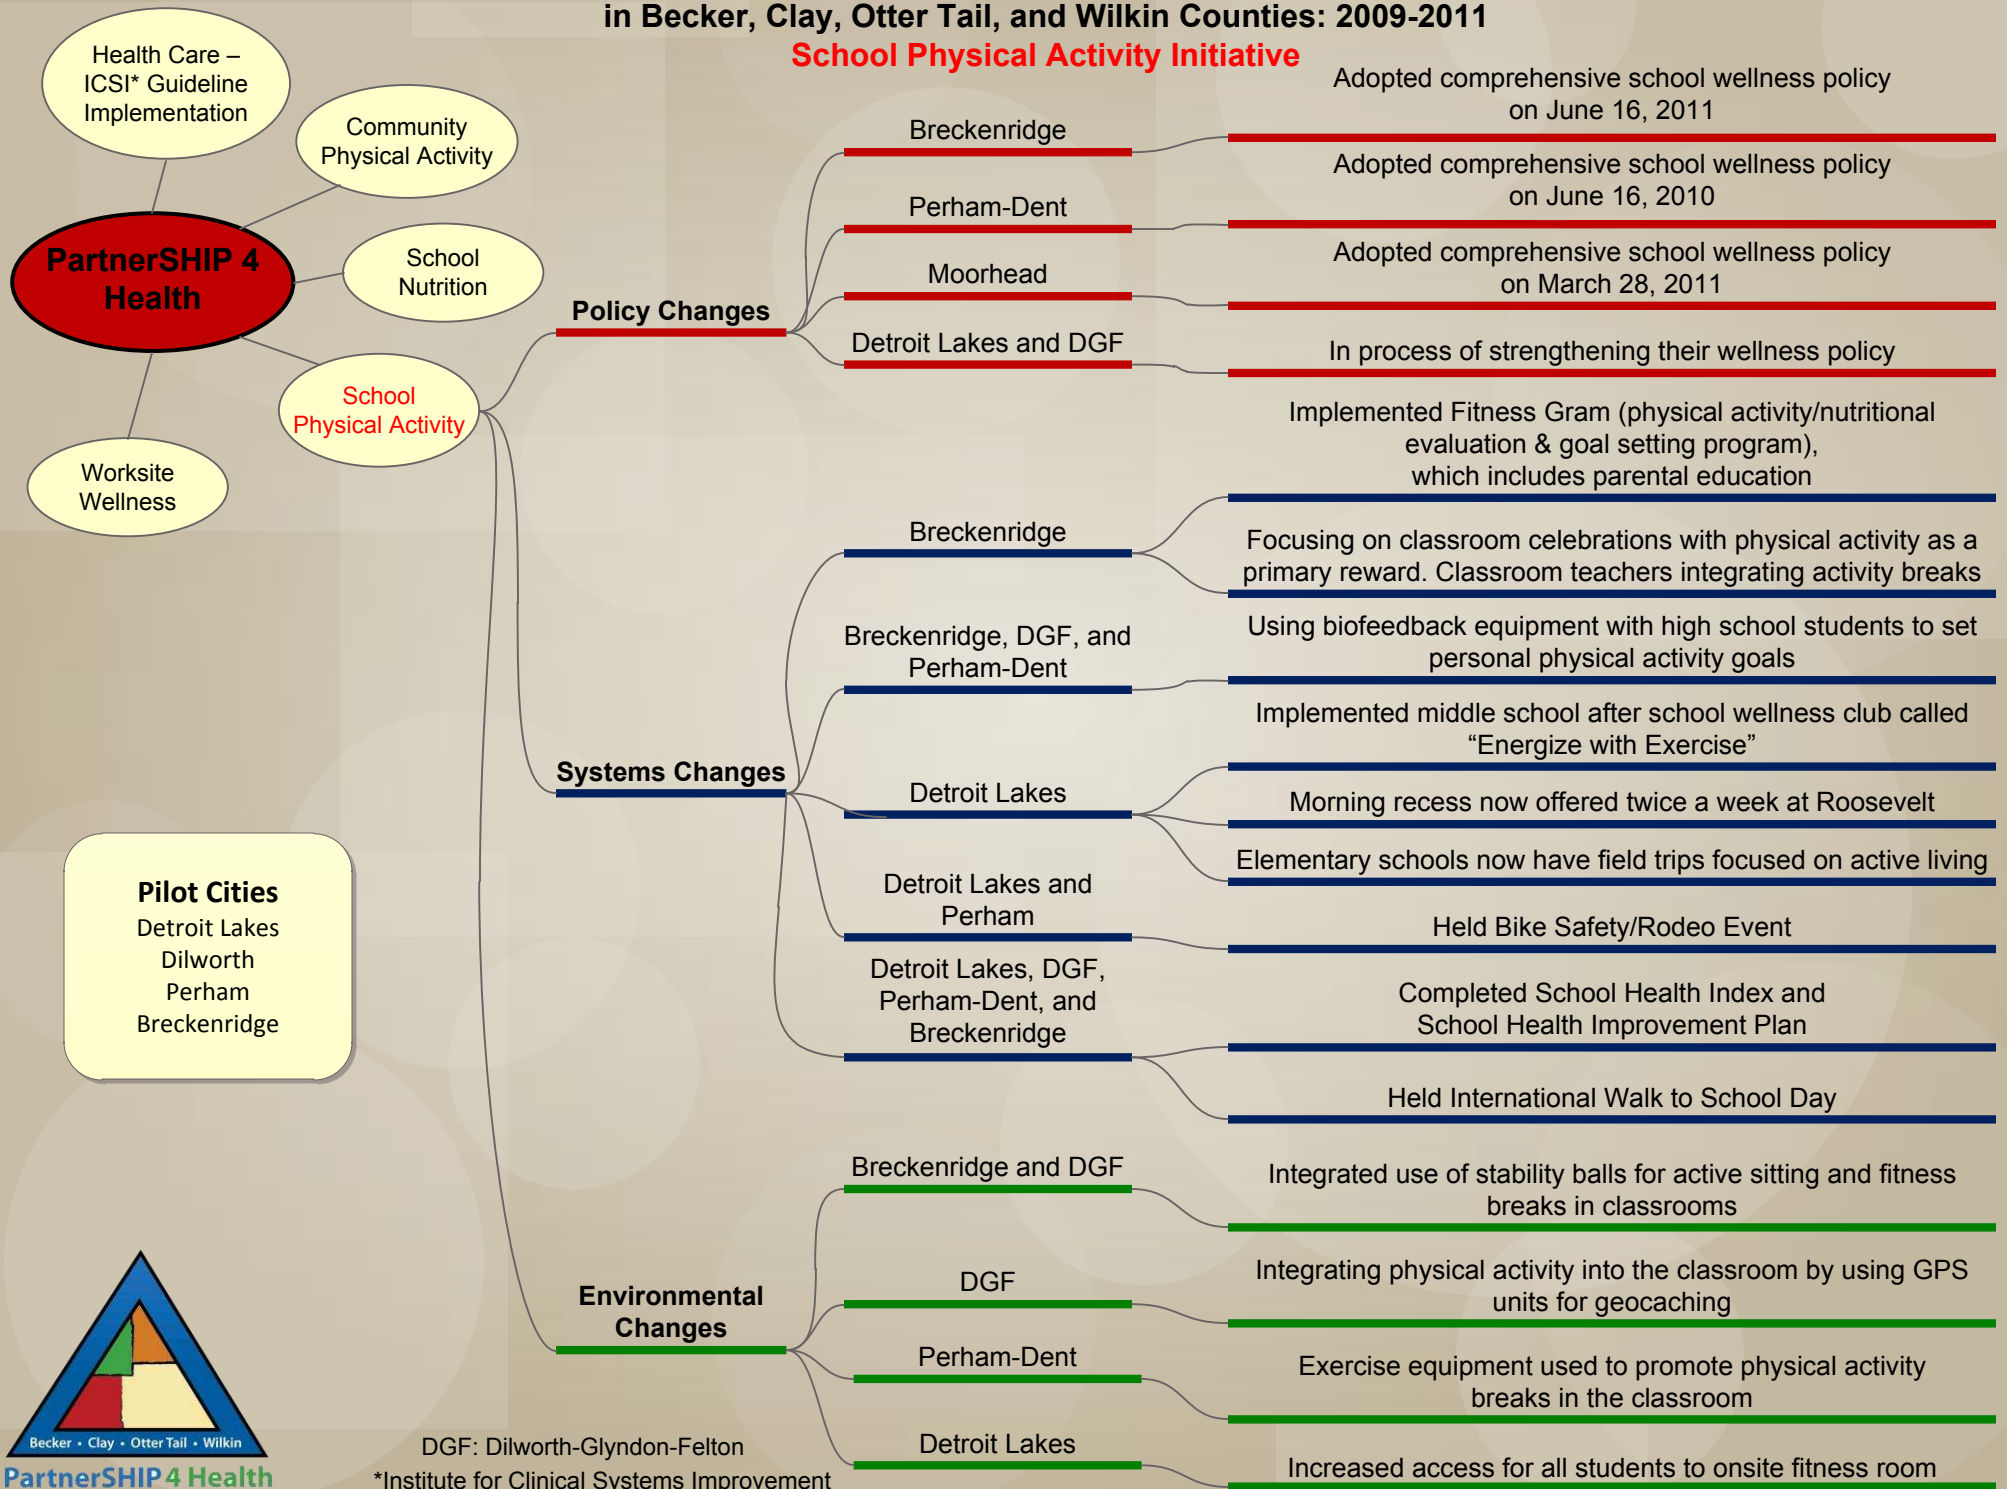 in Becker, Clay, Otter Tail, and Wilkin Counties: 2009-2011
School Physical Activity Initiative
Health Care –
ICSI* Guideline
Implementation
Community
Physical Activity
PartnerSHIP 4
Health
School
Nutrition
School
Physical Activity
Worksite
Wellness
Policy Changes
Breckenridge
Adopted comprehensive school wellness policy
on June 16, 2011
Perham-Dent
Adopted comprehensive school wellness policy
on June 16, 2010
Moorhead
Adopted comprehensive school wellness policy
on March 28, 2011
Detroit Lakes and DGF
In process of strengthening their wellness policy
Systems Changes
Breckenridge
Implemented Fitness Gram (physical activity/nutritional
evaluation & goal setting program),
which includes parental education
Focusing on classroom celebrations with physical activity as a
primary reward. Classroom teachers integrating activity breaks
Breckenridge, DGF, and
Perham-Dent
Using biofeedback equipment with high school students to set
personal physical activity goals
Detroit Lakes
Implemented middle school after school wellness club called
“Energize with Exercise”
Morning recess now offered twice a week at Roosevelt
Elementary schools now have field trips focused on active living
Detroit Lakes and
Perham
Held Bike Safety/Rodeo Event
Detroit Lakes, DGF,
Perham-Dent, and
Breckenridge
Completed School Health Index and
School Health Improvement Plan
Held International Walk to School Day
Environmental
Changes
Breckenridge and DGF
Integrated use of stability balls for active sitting and fitness
breaks in classrooms
DGF
Integrating physical activity into the classroom by using GPS
units for geocaching
Perham-Dent
Exercise equipment used to promote physical activity
breaks in the classroom
Detroit Lakes
Increased access for all students to onsite fitness room
Pilot Cities
Detroit Lakes
Dilworth
Perham
Breckenridge
Becker • Clay • Otter Tail • Wilkin
PartnerSHIP 4 Health
DGF: Dilworth-Glyndon-Felton
*Institute for Clinical Systems Improvement